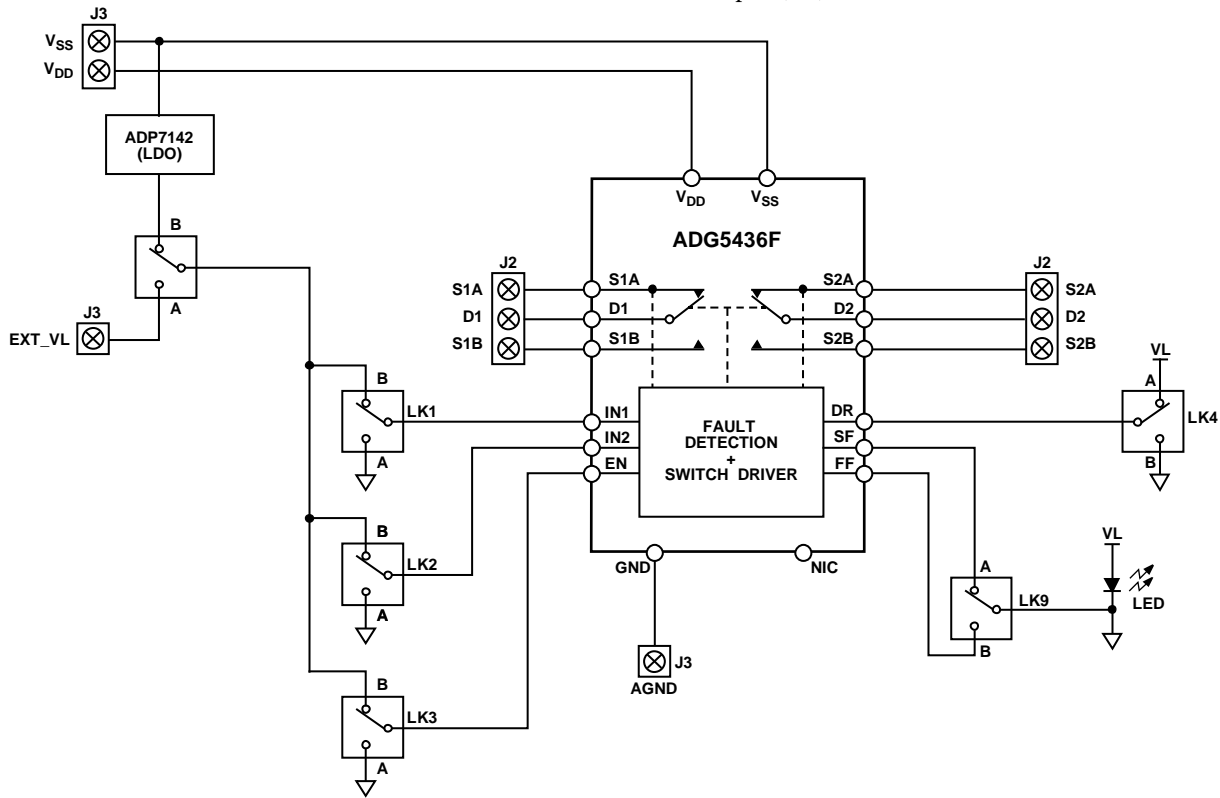 J3
VSS
VDD
ADP7142
(LDO)
B
A
J3
EXT_VL
VDD
VSS
ADG5436F
J2
S1A
D1
S1B
S1A
D1
S1B
S2A
D2
S2B
J2
S2A
D2
S2B
IN1
IN2
EN
FAULT
DETECTION
+
SWITCH DRIVER
DR
SF
FF
B
LK1
A
B
LK2
A
B
LK3
A
VL
A
LK4
B
GND
NIC
J3
AGND
A
LK9
B
VL
LED